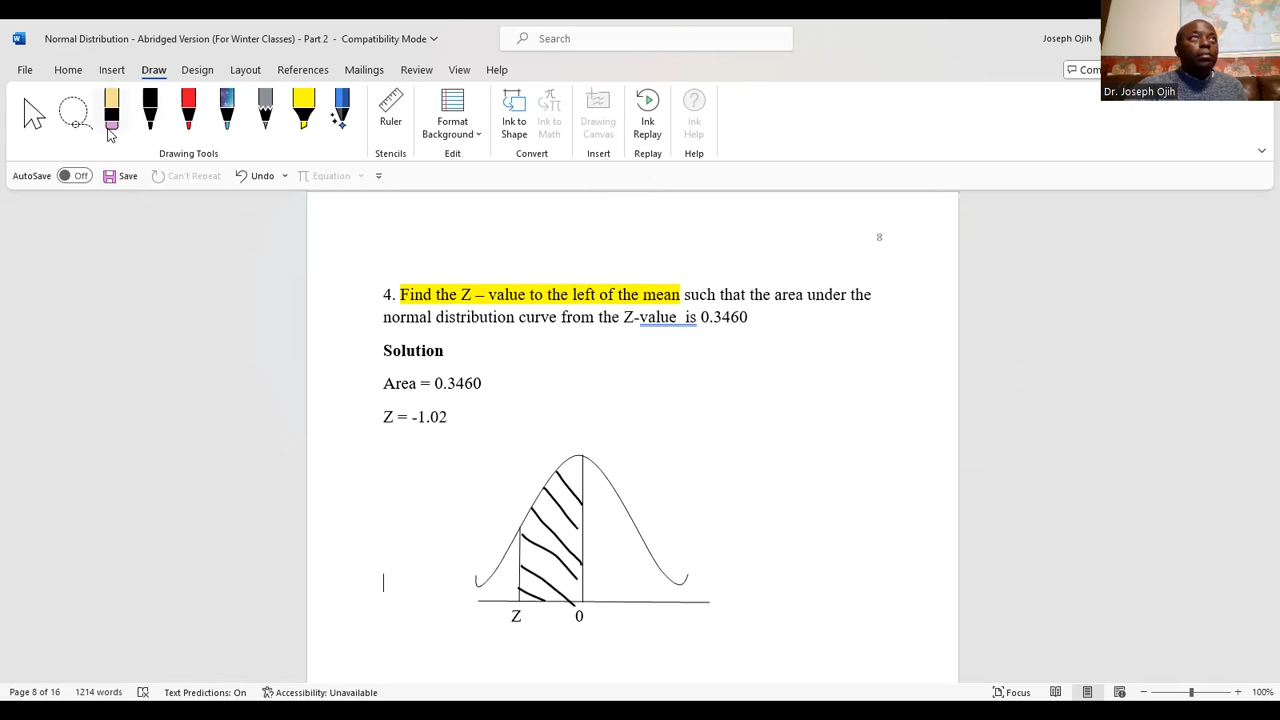 Normal Distribution - Abridged Version (For Winter Classes) - Part 2 - Compatibility Mode
Search
Joseph Ojih
File Home Insert Draw Design Layout References Mailings Review View Help
Com
Dr. Joseph Ojih
Ruler
Format Background
Ink to Shape
Ink to Math
Drawing Canvas
Ink Replay
Ink Help
Drawing Tools Stencils Edit Convert Insert Replay Help
AutoSave Off Save Can't Repeat Undo Equation
8
4. Find the Z – value to the left of the mean such that the area under the
normal distribution curve from the Z-value is 0.3460
Solution
Area = 0.3460
Z = -1.02
Z 0
Page 8 of 16 1214 words Text Predictions: On Accessibility: Unavailable Focus 100%